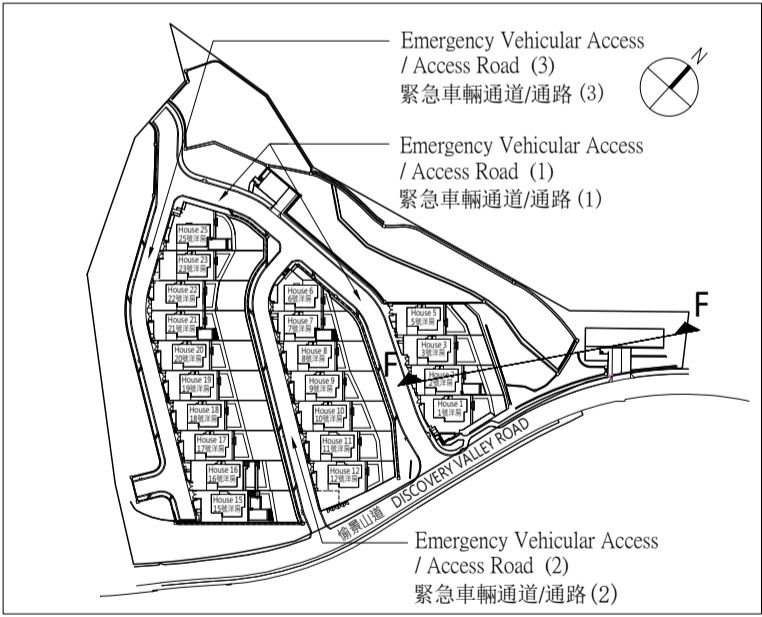 Emergency Vehicular Access
/ Access Road (3)
緊急車輛通道/通路 (3)
N
Emergency Vehicular Access
/ Access Road (1)
緊急車輛通道/通路 (1)
House 25
25號洋房
House 23
23號洋房
House 22
22號洋房
House 21
21號洋房
House 20
20號洋房
House 19
19號洋房
House 18
18號洋房
House 17
17號洋房
House 16
16號洋房
House 15
15號洋房
House 6
6號洋房
House 7
7號洋房
House 8
8號洋房
House 9
9號洋房
House 10
10號洋房
House 11
11號洋房
House 12
12號洋房
House 5
5號洋房
House 3
3號洋房
House 2
2號洋房
House 1
1號洋房
F
F
愉景山道 DISCOVERY VALLEY ROAD
Emergency Vehicular Access
/ Access Road (2)
緊急車輛通道/通路 (2)